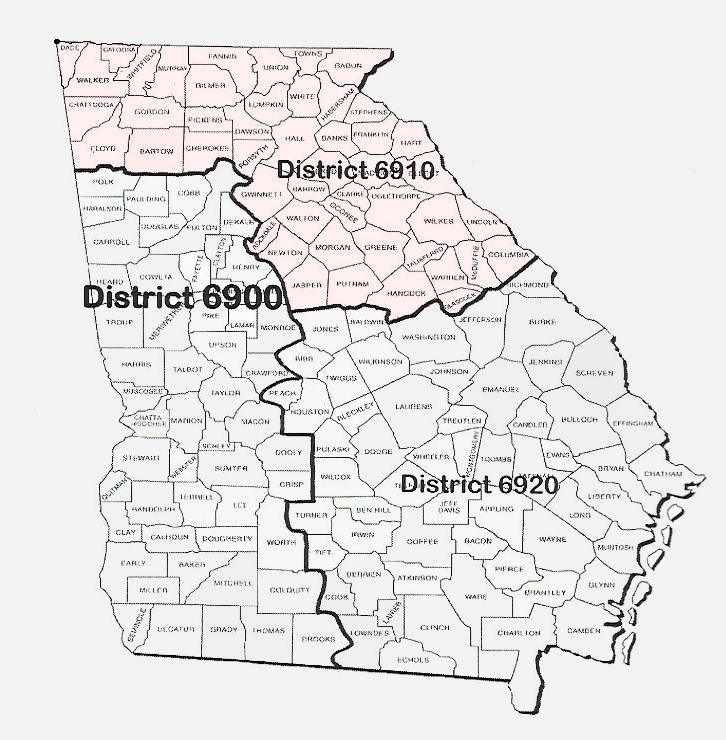 DADE
CATOOSA
WHITFIELD
MURRAY
FANNIN
UNION
TOWNS
RABUN
WALKER
GILMER
LUMPKIN
WHITE
HABERSHAM
STEPHENS
CHATTOOGA
GORDON
PICKENS
DAWSON
HALL
BANKS
FRANKLIN
HART
FLOYD
BARTOW
CHEROKEE
FORSYTH
District 6910
POLK
PAULDING
COBB
GWINNETT
BARROW
CLARKE
OCONEE
OGLETHORPE
HARALSON
DOUGLAS
FULTON
DEKALB
ROCKDALE
WALTON
WILKES
LINCOLN
CARROLL
CLAYTON
FAYETTE
HENRY
NEWTON
MORGAN
GREENE
TALIAFERRO
MCDUFFIE
COLUMBIA
HEARD
COWETA
JASPER
PUTNAM
HANCOCK
WARREN
GLASSCOCK
RICHMOND
District 6900
TROUP
MERIWETHER
PIKE
LAMAR
MONROE
JONES
BALDWIN
WASHINGTON
JEFFERSON
BURKE
UPSON
HARRIS
TALBOT
CRAWFORD
BIBB
TWIGGS
WILKINSON
JOHNSON
JENKINS
SCREVEN
EMANUEL
MUSCOGEE
TAYLOR
PEACH
HOUSTON
BLECKLEY
LAURENS
TREUTLEN
CANDLER
BULLOCH
EFFINGHAM
CHATTA
HOOCHEE
MARION
MACON
STEWART
WEBSTER
SCHLEY
SUMTER
DOOLY
PULASKI
DODGE
WHEELER
MONTGOMERY
TOOMBS
EVANS
BRYAN
CHATHAM
QUITMAN
TERRELL
LEE
CRISP
WILCOX
District 6920
LIBERTY
RANDOLPH
TURNER
BEN HILL
JEFF
DAVIS
APPLING
LONG
CLAY
CALHOUN
DOUGHERTY
WORTH
TIFT
IRWIN
COFFEE
BACON
WAYNE
MCINTOSH
EARLY
BAKER
MILLER
MITCHELL
COLQUITT
COOK
BERRIEN
ATKINSON
PIERCE
WARE
BRANTLEY
GLYNN
SEMINOLE
DECATUR
GRADY
THOMAS
BROOKS
LOWNDES
LANIER
CLINCH
ECHOLS
CHARLTON
CAMDEN